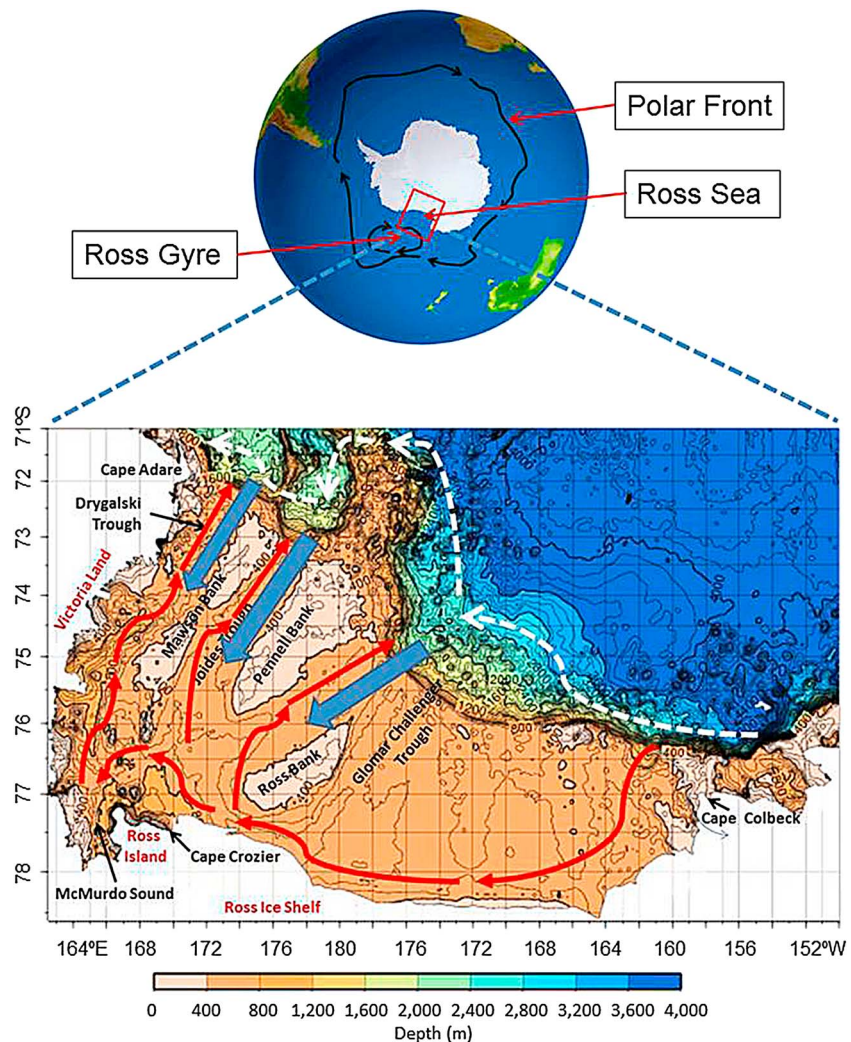 Polar Front
Ross Sea
Ross Gyre
71ºS
72
73
74
75
76
77
78
Cape Adare
Drygalski
Trough
Victoria Land
Mawson Bank
Joides Trough
Pennell Bank
Ross Bank
Glomar Challenger
Trough
Cape Colbeck
Ross
Island
Cape Crozier
McMurdo Sound
Ross Ice Shelf
164ºE 168 172 176 180 175 172 168 164 160 156 152ºW
0 400 800 1,200 1,600 2,000 2,400 2,800 3,200 3,600 4,000
Depth (m)